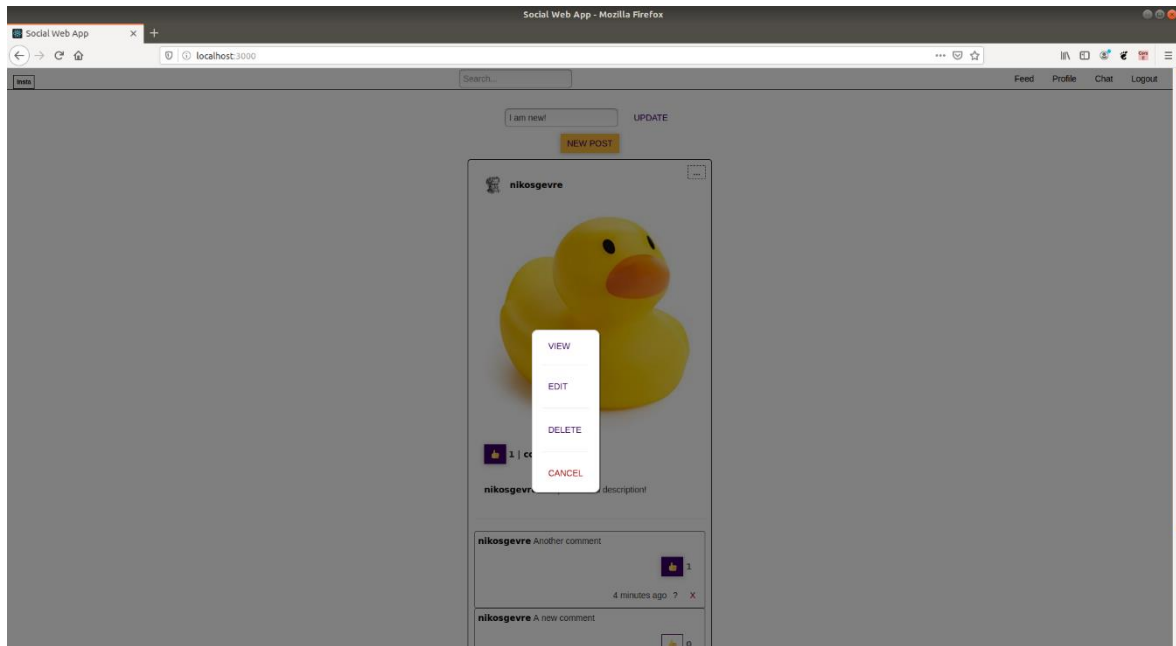 Social Web App - Mozilla Firefox
Social Web App
localhost:3000
Insta
Search...
Feed Profile Chat Logout
I am new!
UPDATE
NEW POST
...
nikosgevre
VIEW
EDIT
DELETE
CANCEL
1 | co
nikosgevr
description!
nikosgevre Another comment
1
4 minutes ago ? X
nikosgevre A new comment
0